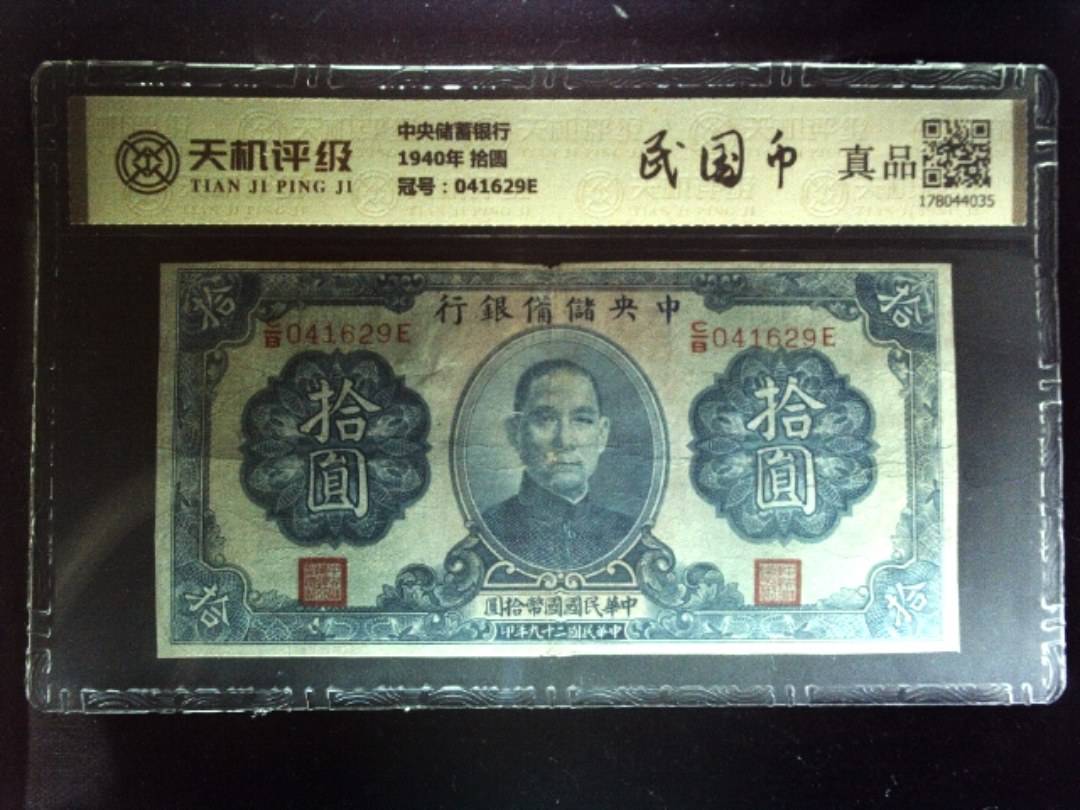 天机评级
TIAN JI PING JI
中央储蓄银行
1940年 拾圆
冠号：041629E
民国币
真品
178044035
行銀備儲央中
拾
拾
C/B 041629E
C/B 041629E
拾圓
拾圓
圓拾幣國國民華中
印年九十二國民華中
拾
拾